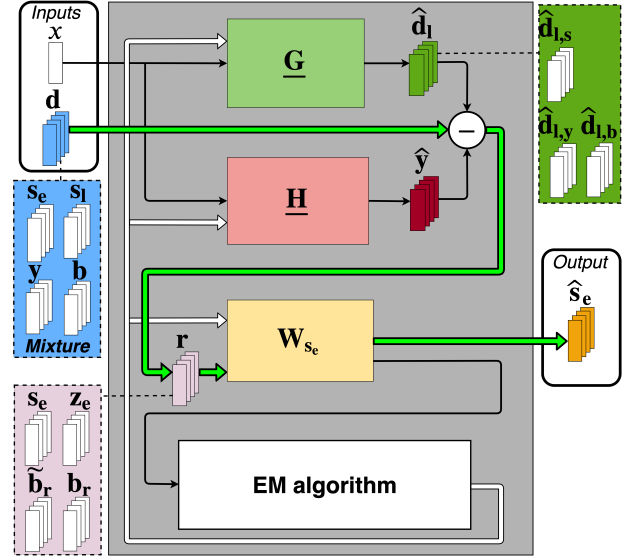 Inputs
x
d
G
d̂l
d̂l,s
d̂l,y d̂l,b
−
ŷ
H
se sl
y b
Mixture
Output
ŝe
r
Wse
se ze
b̃r br
EM algorithm